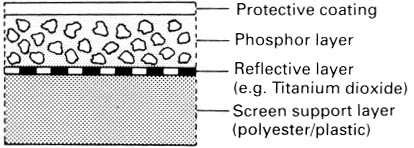 Protective coating
Phosphor layer
Reflective layer
(e.g. Titanium dioxide)
Screen support layer
(polyester/plastic)